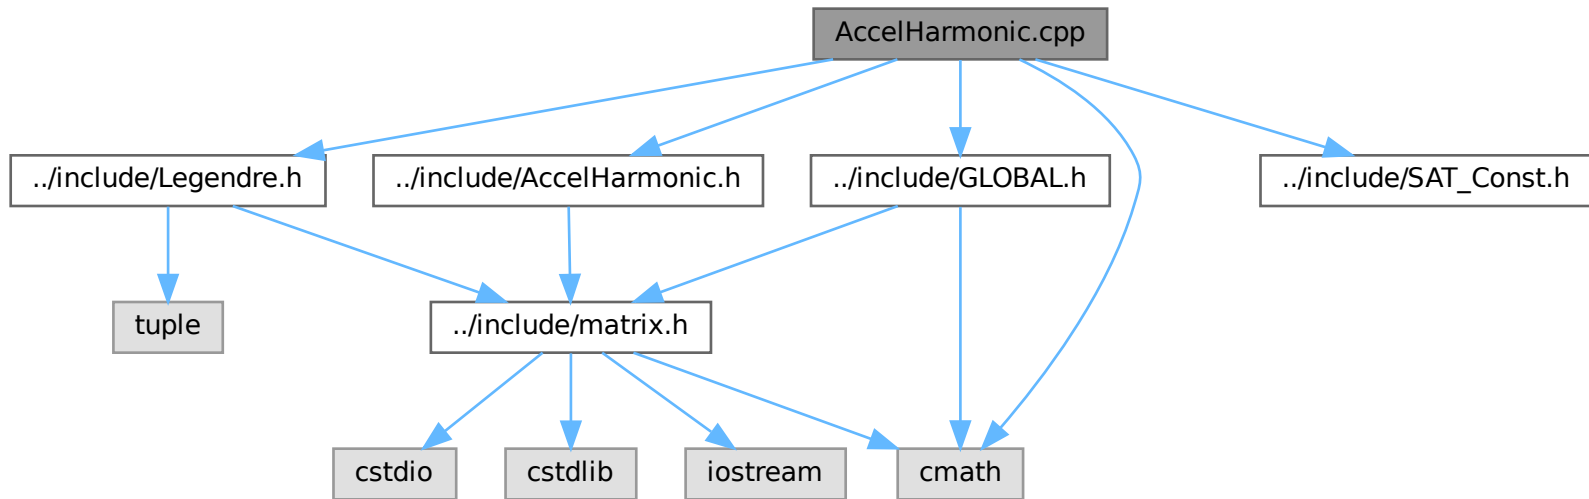 AccelHarmonic.cpp
../include/Legendre.h
../include/AccelHarmonic.h
../include/GLOBAL.h
../include/SAT_Const.h
tuple
../include/matrix.h
cstdio
cstdlib
iostream
cmath